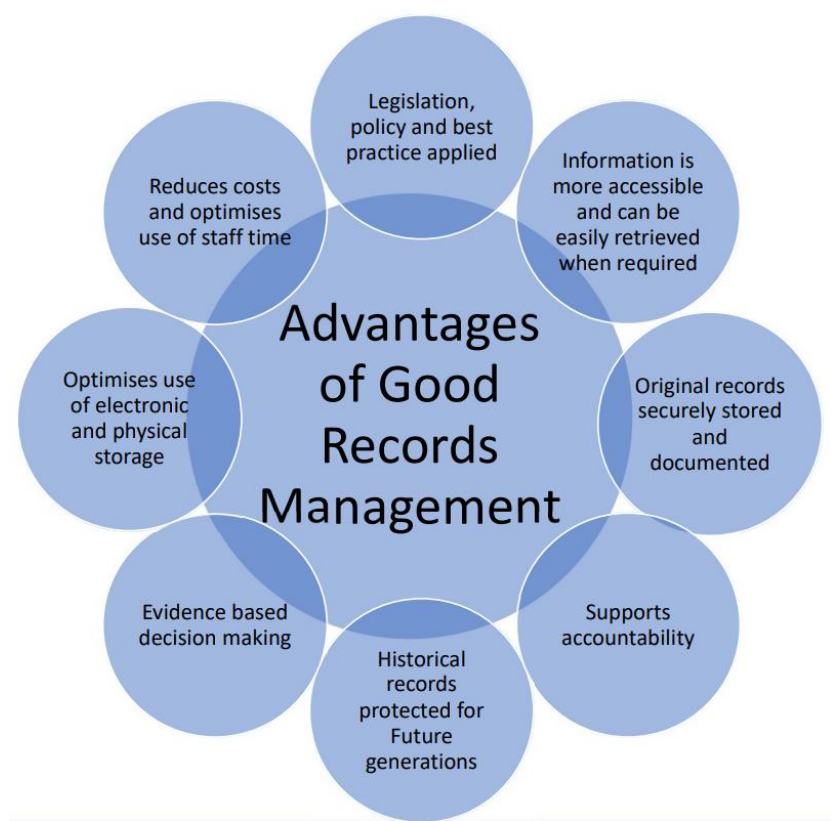 Legislation,
policy and best
practice applied
Information is
more accessible
and can be
easily retrieved
when required
Original records
securely stored
and
documented
Supports
accountability
Historical
records
protected for
Future
generations
Evidence based
decision making
Optimises use
of electronic
and physical
storage
Reduces costs
and optimises
use of staff time
Advantages
of Good
Records
Management